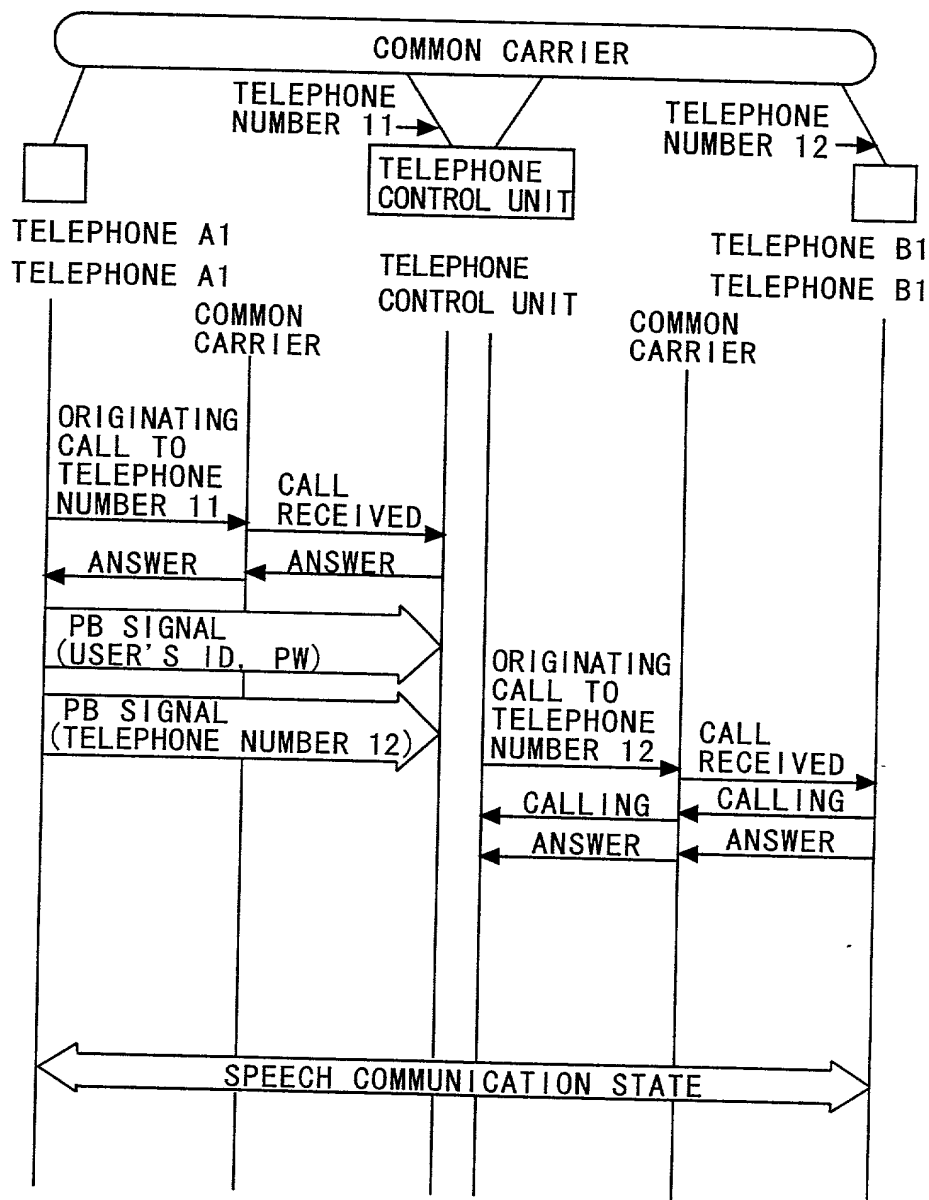 COMMON CARRIER
TELEPHONE
NUMBER 11
TELEPHONE
NUMBER 12
TELEPHONE
CONTROL UNIT
TELEPHONE A1
TELEPHONE B1
TELEPHONE A1
TELEPHONE
CONTROL UNIT
TELEPHONE B1
COMMON
CARRIER
COMMON
CARRIER
ORIGINATING
CALL TO
TELEPHONE
NUMBER 11
CALL
RECEIVED
ANSWER
ANSWER
PB SIGNAL
(USER'S ID, PW)
PB SIGNAL
(TELEPHONE NUMBER 12)
ORIGINATING
CALL TO
TELEPHONE
NUMBER 12
CALL
RECEIVED
CALLING
CALLING
ANSWER
ANSWER
SPEECH COMMUNICATION STATE